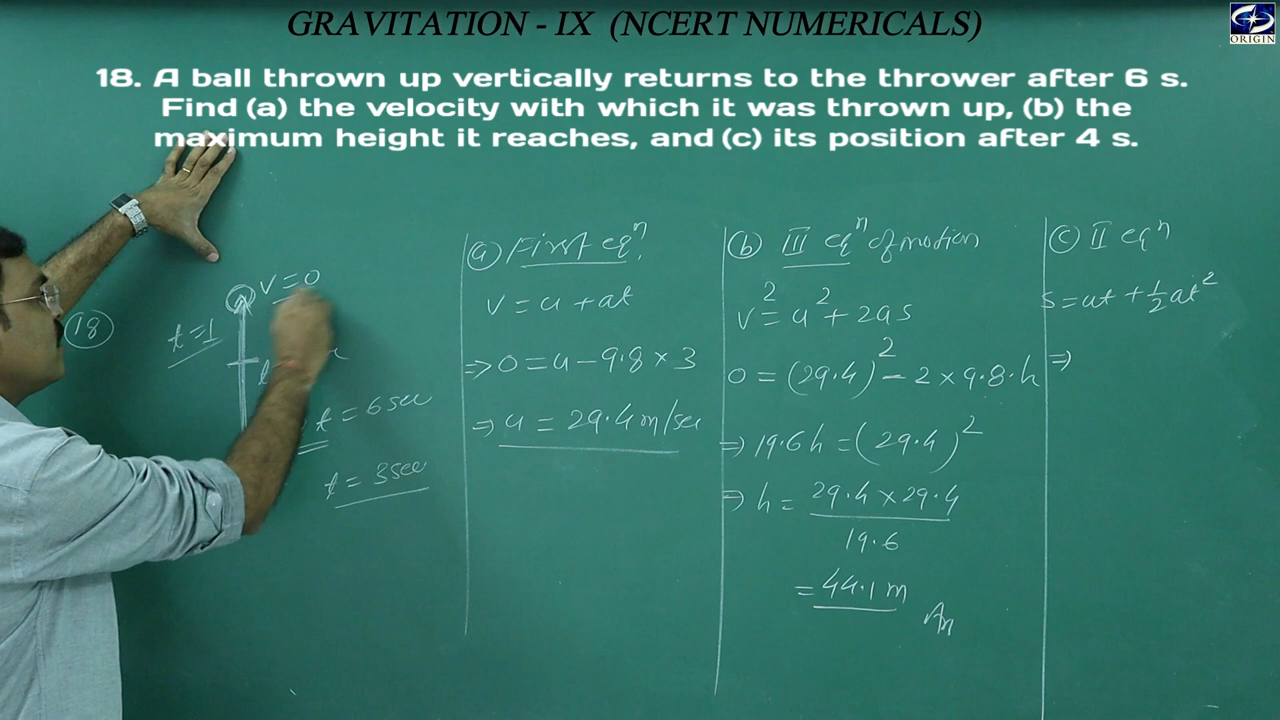 GRAVITATION - IX (NCERT NUMERICALS)
ORIGIN
18. A ball thrown up vertically returns to the thrower after 6 s.
Find (a) the velocity with which it was thrown up, (b) the
maximum height it reaches, and (c) its position after 4 s.
18
v=0
t=1
t = 6 sec
t = 3 sec
(a) First eqⁿ.
v = u + at
⇒ 0 = u - 9.8 × 3
⇒ u = 29.4 m/sec
(b) III eqⁿ of motion
v² = u² + 2as
0 = (29.4)² - 2 × 9.8 · h
⇒ 19.6 h = (29.4)²
⇒ h = 29.4 × 29.4
19.6
= 44.1 m
An
(c) II eqⁿ
s = ut + ½at²
⇒